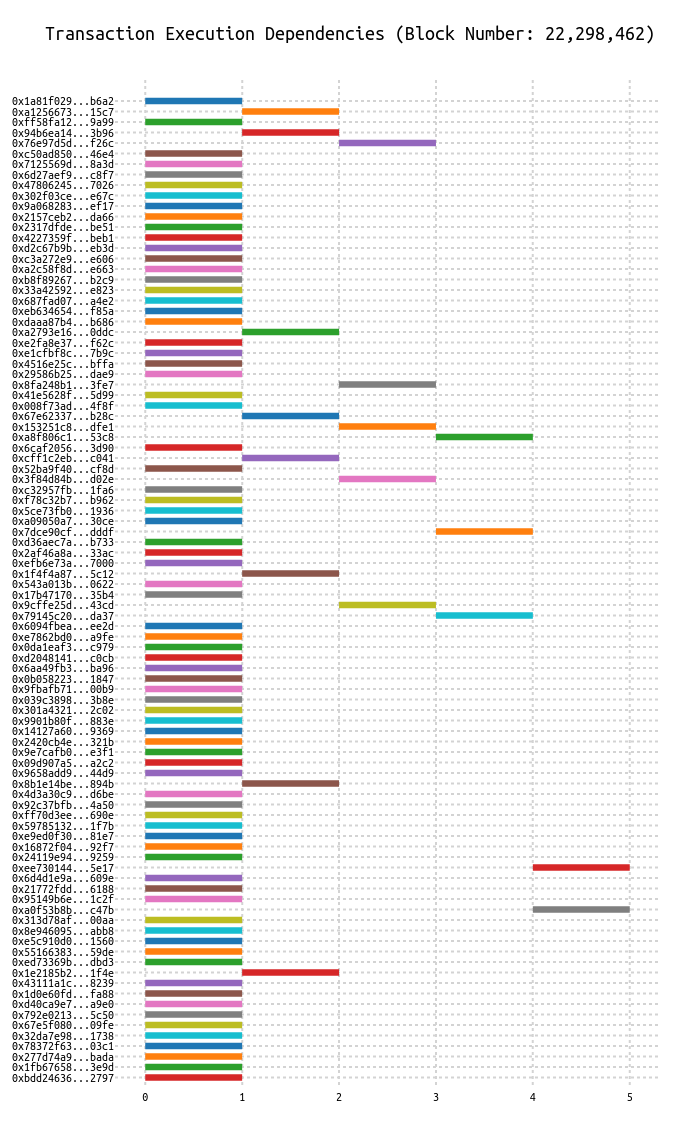 Transaction Execution Dependencies (Block Number: 22,298,462)
0x1a81f029...b6a2
0xa1256673...15c7
0xff58fa12...9a99
0x94b6ea14...3b96
0x76e97d5d...f26c
0xc50ad850...46e4
0x7125569d...8a3d
0x6d27aef9...c8f7
0x47806245...7026
0x302f03ce...e67c
0x9a068283...ef17
0x2157ceb2...da66
0x2317dfde...be51
0x4227359f...beb1
0xd2c67b9b...eb3d
0xc3a272e9...e606
0xa2c58f8d...e663
0xb8f89267...b2c9
0x33a42592...e823
0x687fad07...a4e2
0xeb634654...f85a
0xdaaa87b4...b686
0xa2793e16...0ddc
0xe2fa8e37...f62c
0xe1cfbf8c...7b9c
0x4516e25c...bffa
0x29586b25...dae9
0x8fa248b1...3fe7
0x41e5628f...5d99
0x008f73ad...4f8f
0x67e62337...b28c
0x153251c8...dfe1
0xa8f806c1...53c8
0x6caf2056...3d90
0xcff1c2eb...c041
0x52ba9f40...cf8d
0x3f84d84b...d02e
0xc32957fb...1fa6
0xf78c32b7...b962
0x5ce73fb0...1936
0xa09050a7...30ce
0x7dce90cf...dddf
0xd36aec7a...b733
0x2af46a8a...33ac
0xefb6e73a...7000
0x1f4f4a87...5c12
0x543a013b...0622
0x17b47170...35b4
0x9cffe25d...43cd
0x79145c20...da37
0x6094fbea...ee2d
0xe7862bd0...a9fe
0x0da1eaf3...c979
0xd2048141...c0cb
0x6aa49fb3...ba96
0x0b058223...1847
0x9fbafb71...00b9
0x039c3898...3b8e
0x301a4321...2c02
0x9901b80f...883e
0x14127a60...9369
0x2420cb4e...321b
0x9e7cafb0...e3f1
0x09d907a5...a2c2
0x9658add9...44d9
0x8b1e14be...894b
0x4d3a30c9...d6be
0x92c37bfb...4a50
0xff70d3ee...690e
0x59785132...1f7b
0xe9ed0f30...81e7
0x16872f04...92f7
0x24119e94...9259
0xee730144...5e17
0x6d4d1e9a...609e
0x21772fdd...6188
0x95149b6e...1c2f
0xa0f53b8b...c47b
0x313d78af...00aa
0x8e946095...abb8
0xe5c910d0...1560
0x55166383...59de
0xed73369b...dbd3
0x1e2185b2...1f4e
0x43111a1c...8239
0x1d0e60fd...fa88
0xd40ca9e7...a9e0
0x792e0213...5c50
0x67e5f080...09fe
0x32da7e98...1738
0x78372f63...03c1
0x277d74a9...bada
0x1fb67658...3e9d
0xbdd24636...2797
0 1 2 3 4 5